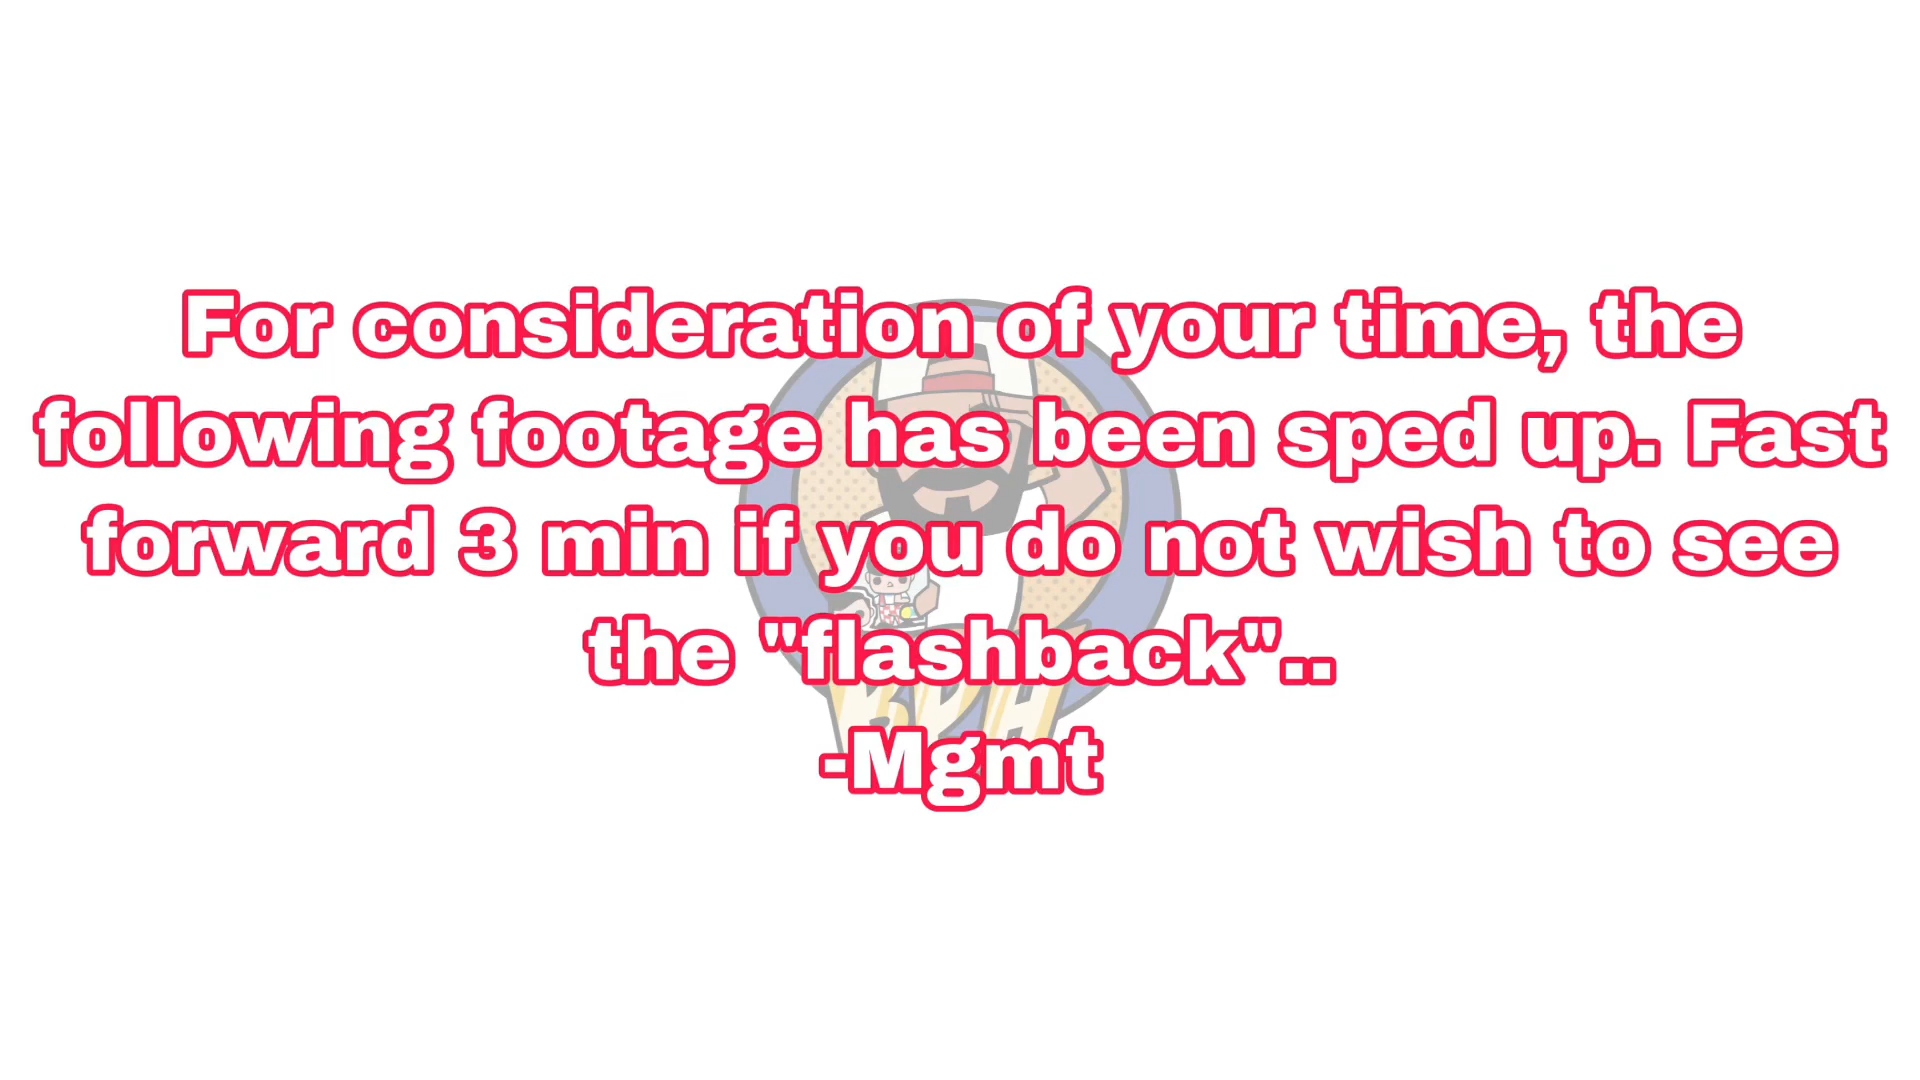 For consideration of your time, the
following footage has been sped up. Fast
forward 3 min if you do not wish to see
the "flashback"..
-Mgmt